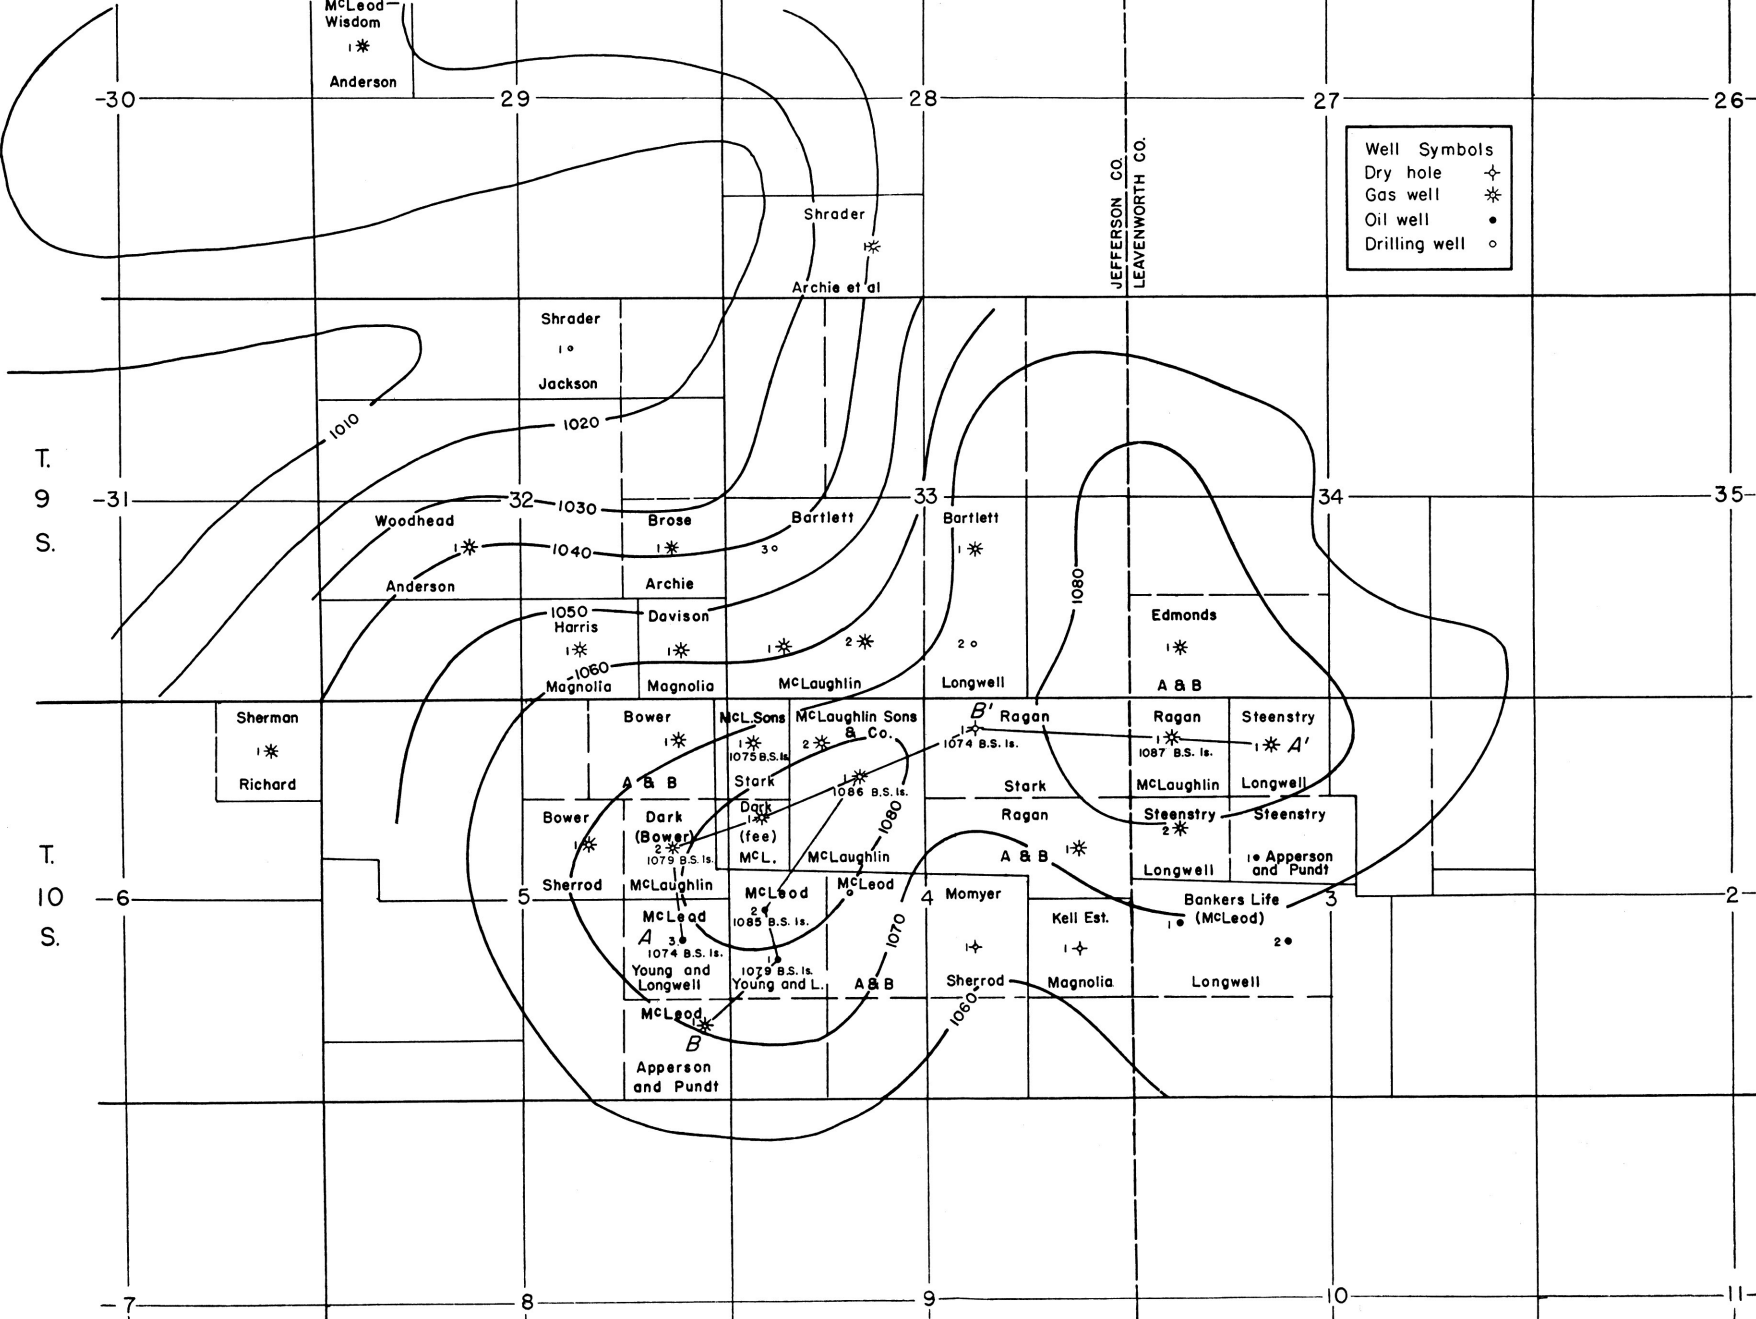 McLeod—
Wisdom
1
Anderson
-30
29
28
27
26-
Well Symbols
Dry hole
Gas well
Oil well
Drilling well
JEFFERSON CO.
LEAVENWORTH CO.
Shrader
1
Archie et al
Shrader
1
Jackson
1010
1020
T.
9
S.
-31
32
33
34
35-
1030
Woodhead
Brose
Bartlett
Bartlett
1
1040
1
3
1
Anderson
Archie
1080
1050
Davison
Edmonds
Harris
1
1
1
2
2
1
1060
Magnolia
Magnolia
McLaughlin
Longwell
A & B
Sherman
Bower
McL. Sons
McLaughlin Sons
& Co.
B'
Ragan
Ragan
Steenstry
1
1
1
2
1
1
1
A'
1075 B.S. ls.
1074 B.S. ls.
1087 B.S. ls.
Richard
A & B
Stark
1
1086 B.S. ls.
Stark
McLaughlin
Longwell
Bower
Dark
(Bower)
Dark
1
(fee)
1080
Ragan
Steenstry
2
Steenstry
1
2
1079 B.S. ls.
McL.
McLaughlin
1
A & B
Longwell
1 Apperson
and Pundt
T.
10
S.
Sherrod
McLaughlin
McLeod
McLeod
Momyer
Bankers Life
(McLeod)
-6
5
4
3
2-
McLeod
2
1085 B.S. ls.
Kell Est.
1
A
3
1074 B.S. ls.
1070
1
1
2
Young and
Longwell
1
1079 B.S. ls.
Young and L.
A & B
Sherrod
Magnolia
Longwell
McLeod
1
1060
B
Apperson
and Pundt
-7
8
9
10
11-